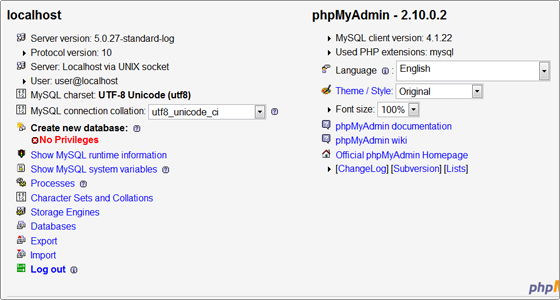 localhost
Server version: 5.0.27-standard-log
Protocol version: 10
Server: Localhost via UNIX socket
User: user@localhost
MySQL charset: UTF-8 Unicode (utf8)
MySQL connection collation: utf8_unicode_ci
Create new database:
No Privileges
Show MySQL runtime information
Show MySQL system variables
Processes
Character Sets and Collations
Storage Engines
Databases
Export
Import
Log out
phpMyAdmin - 2.10.0.2
MySQL client version: 4.1.22
Used PHP extensions: mysql
Language : English
Theme / Style: Original
Font size: 100%
phpMyAdmin documentation
phpMyAdmin wiki
Official phpMyAdmin Homepage
[ChangeLog] [Subversion] [Lists]
php